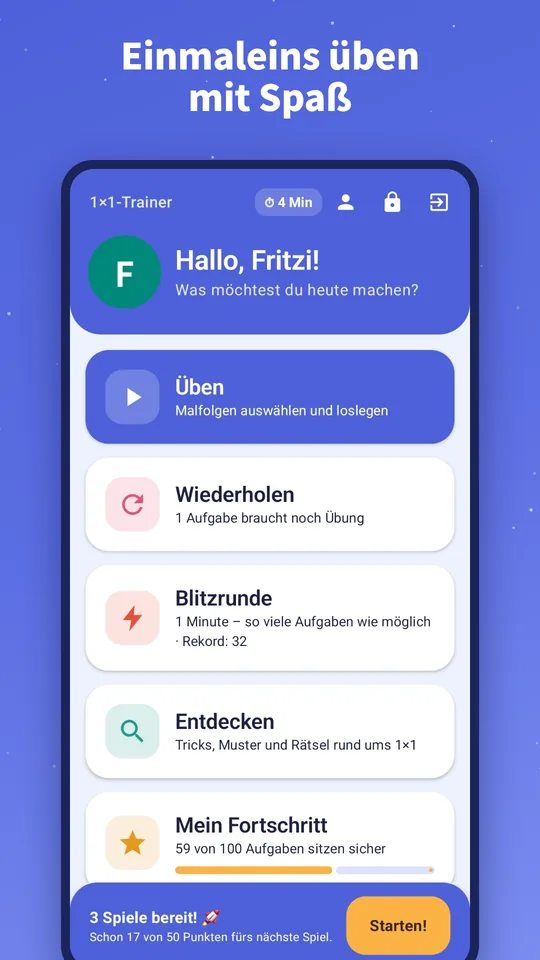 Einmaleins üben
mit Spaß
1×1-Trainer
4 Min
F
Hallo, Fritzi!
Was möchtest du heute machen?
Üben
Malfolgen auswählen und loslegen
Wiederholen
1 Aufgabe braucht noch Übung
Blitzrunde
1 Minute – so viele Aufgaben wie möglich
· Rekord: 32
Entdecken
Tricks, Muster und Rätsel rund ums 1×1
Mein Fortschritt
59 von 100 Aufgaben sitzen sicher
3 Spiele bereit! 🚀
Schon 17 von 50 Punkten fürs nächste Spiel.
Starten!